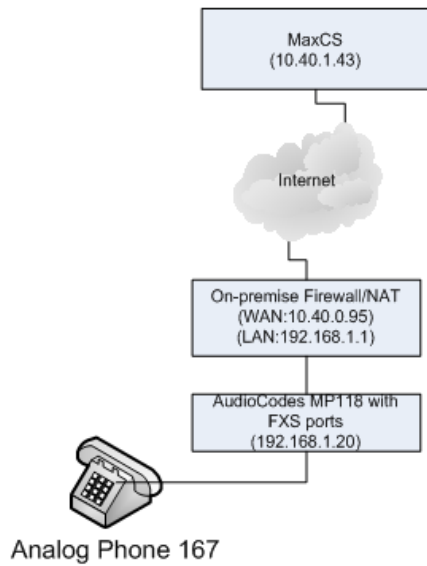 MaxCS
(10.40.1.43)
Internet
On-premise Firewall/NAT
(WAN:10.40.0.95)
(LAN:192.168.1.1)
AudioCodes MP118 with
FXS ports
(192.168.1.20)
Analog Phone 167